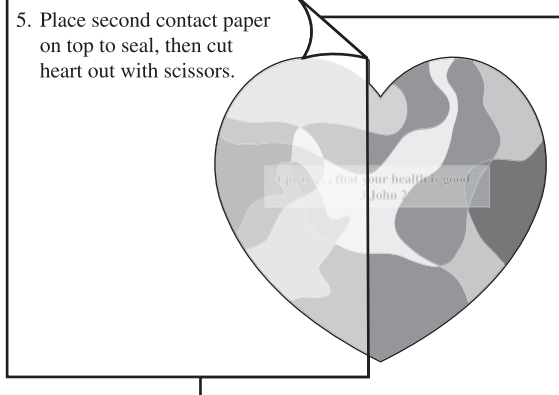 5. Place second contact paper
on top to seal, then cut
heart out with scissors.
"I pray . . . that your health is good."
3 John 2